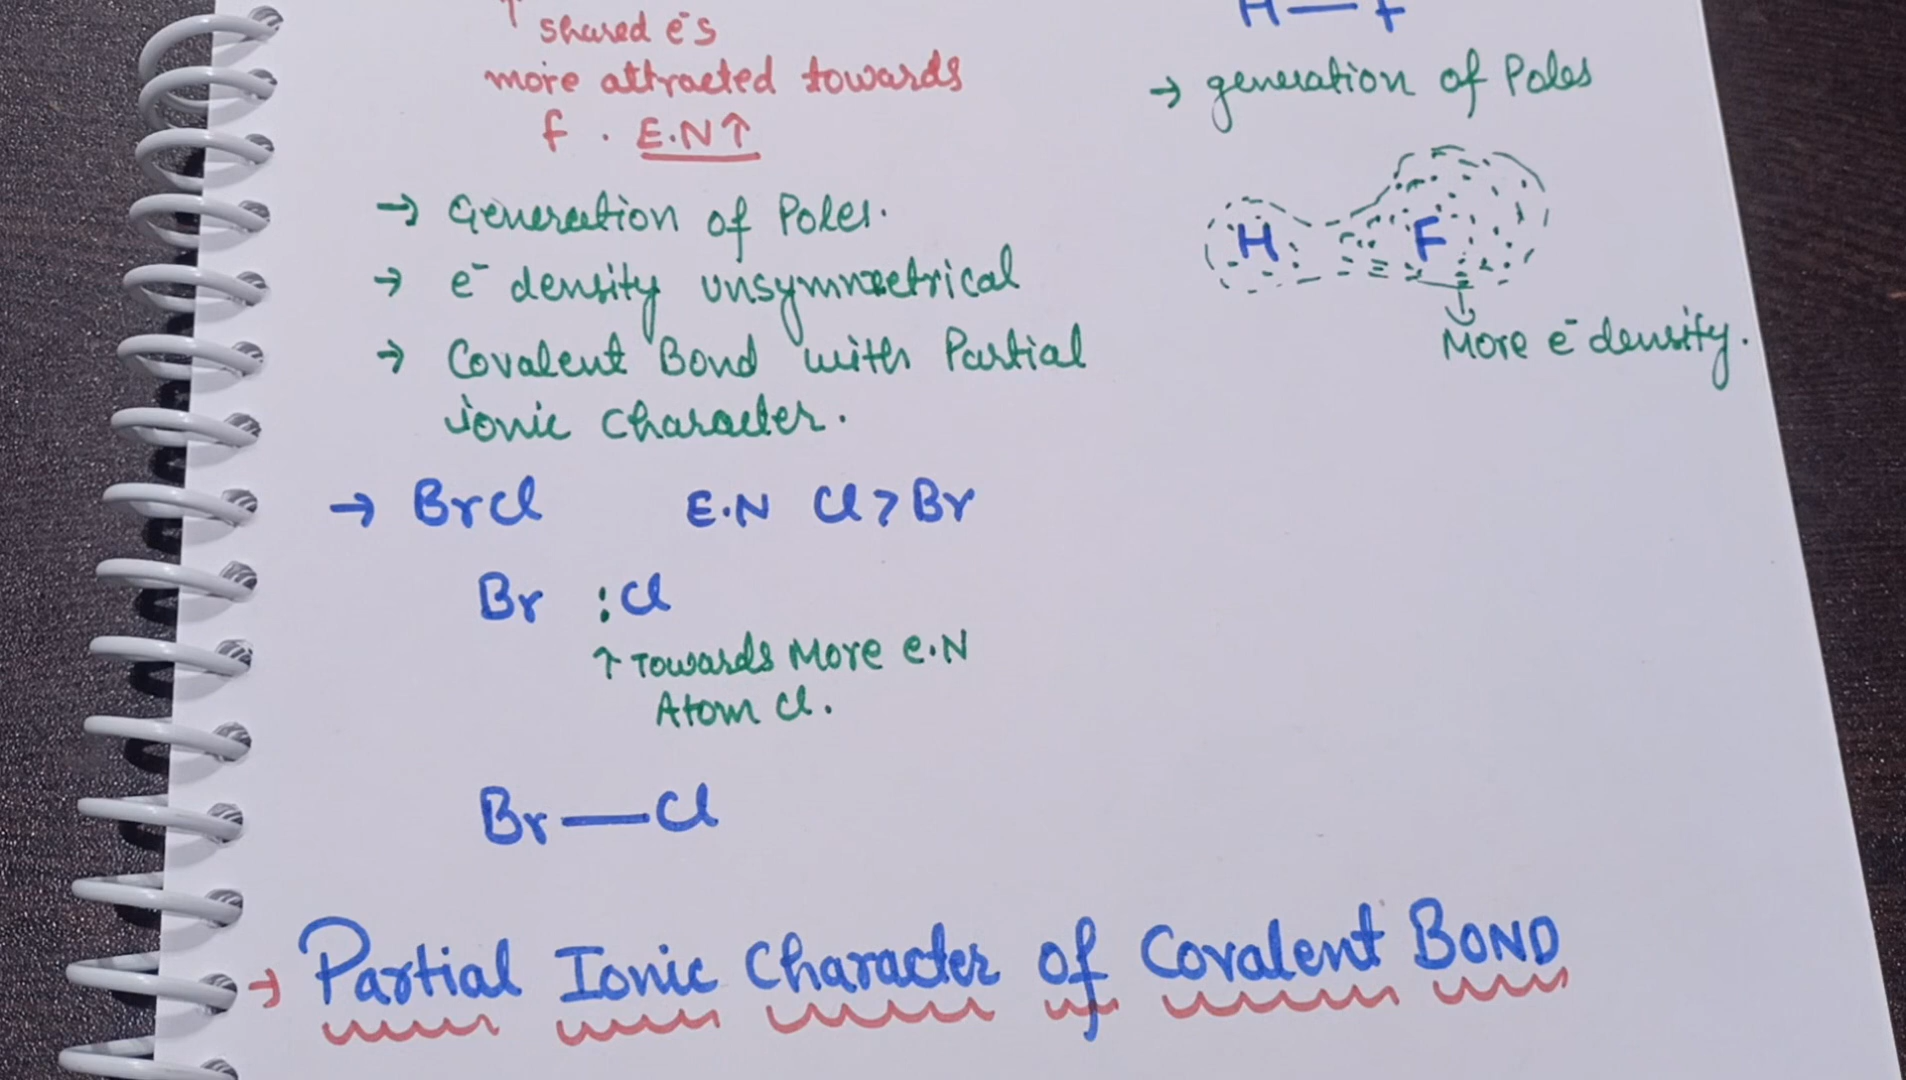 ↑ shared e⁻s
more attracted towards
F . E.N↑
→ Generation of Poles.
→ e⁻ density unsymmetrical
→ Covalent Bond with Partial
ionic character.
H—F
→ generation of Poles
H F
More e⁻ density.
→ BrCl E.N Cl > Br
Br :Cl
↑ Towards More e.N
Atom Cl.
Br—Cl
→ Partial Ionic Character of Covalent BOND